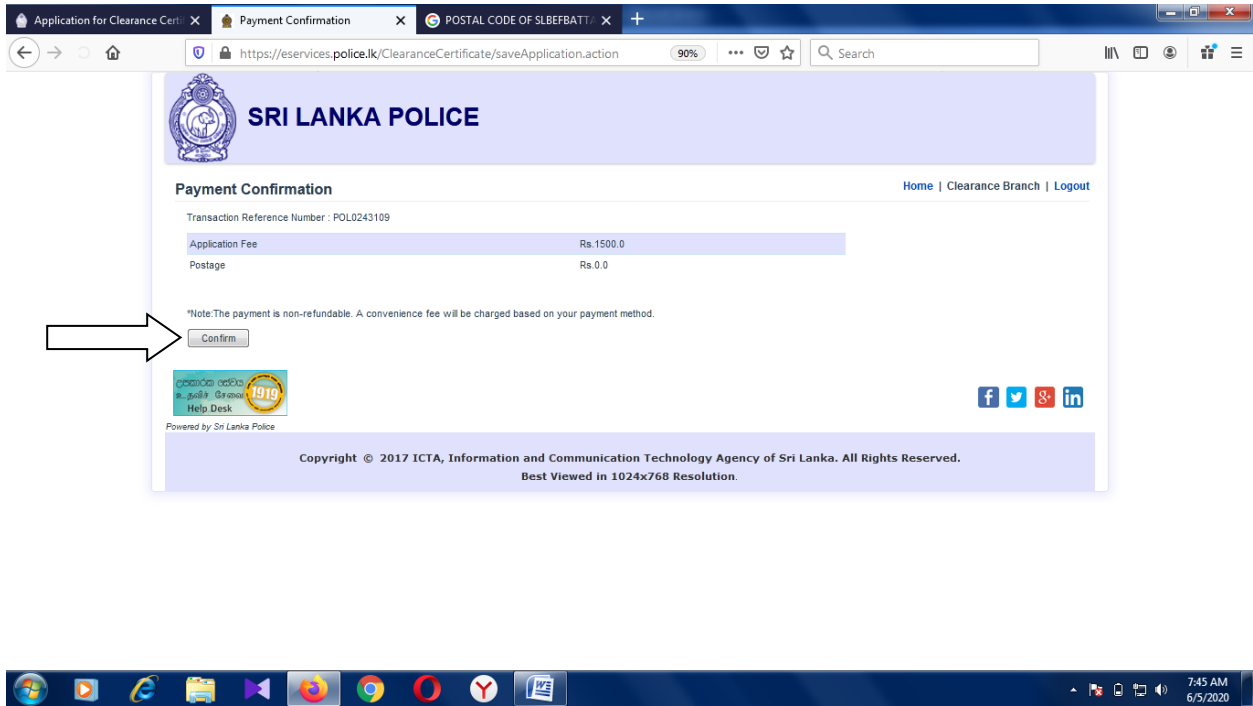 Application for Clearance Certi
Payment Confirmation
POSTAL CODE OF SLBEFBATTA
https://eservices.police.lk/ClearanceCertificate/saveApplication.action
90%
Search
SRI LANKA POLICE
Payment Confirmation
Home | Clearance Branch | Logout
Transaction Reference Number : POL0243109
Application Fee Rs.1500.0
Postage Rs.0.0
*Note:The payment is non-refundable. A convenience fee will be charged based on your payment method.
Confirm
උපකාරක සේවය
உதவிச் சேவை
1919
Help Desk
Powered by Sri Lanka Police
Copyright © 2017 ICTA, Information and Communication Technology Agency of Sri Lanka. All Rights Reserved.
Best Viewed in 1024x768 Resolution.
7:45 AM
6/5/2020